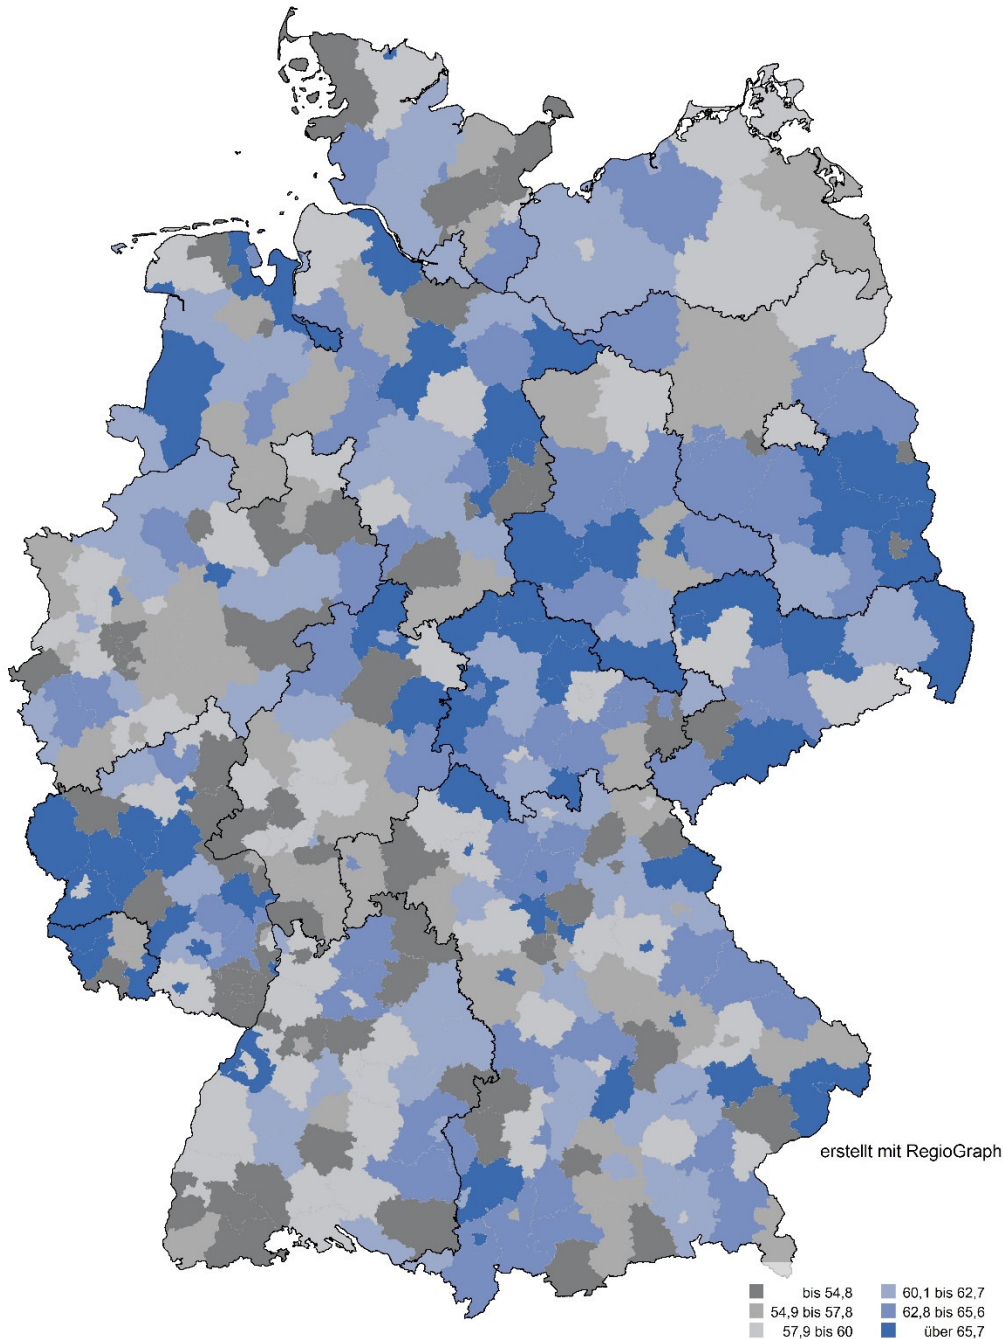 erstellt mit RegioGraph
bis 54,8
54,9 bis 57,8
57,9 bis 60
60,1 bis 62,7
62,8 bis 65,6
über 65,7